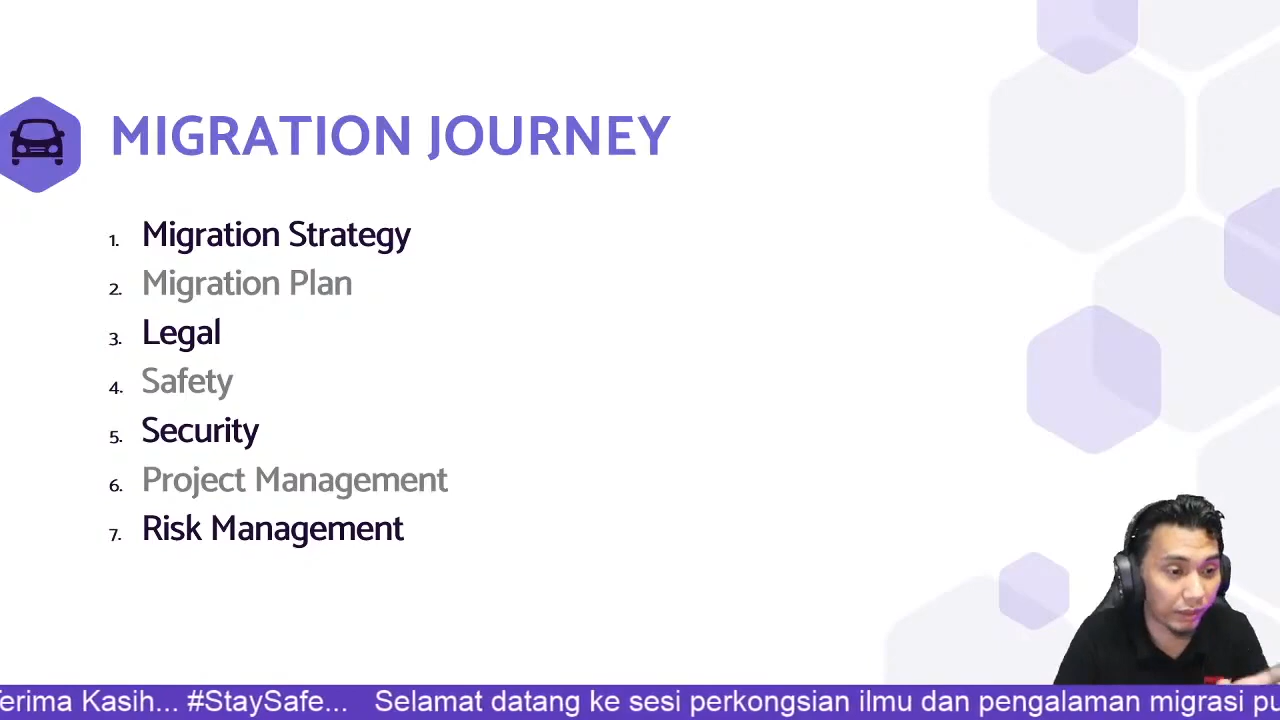 MIGRATION JOURNEY
1. Migration Strategy
2. Migration Plan
3. Legal
4. Safety
5. Security
6. Project Management
7. Risk Management
Kasih... #StaySafe... Selamat datang ke sesi perkongsian ilmu dan pengalaman migrasi